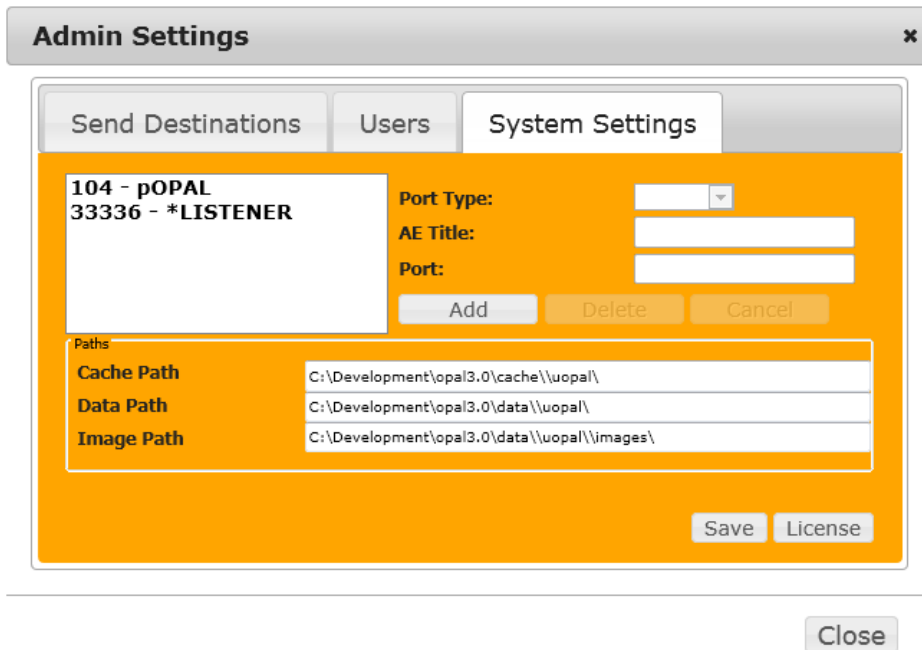 Admin Settings
Send Destinations Users System Settings
104 - pOPAL
33336 - *LISTENER
Port Type:
AE Title:
Port:
Add Delete Cancel
Paths
Cache Path C:\Development\opal3.0\cache\\uopal\
Data Path C:\Development\opal3.0\data\\uopal\
Image Path C:\Development\opal3.0\data\\uopal\\images\
Save License
Close